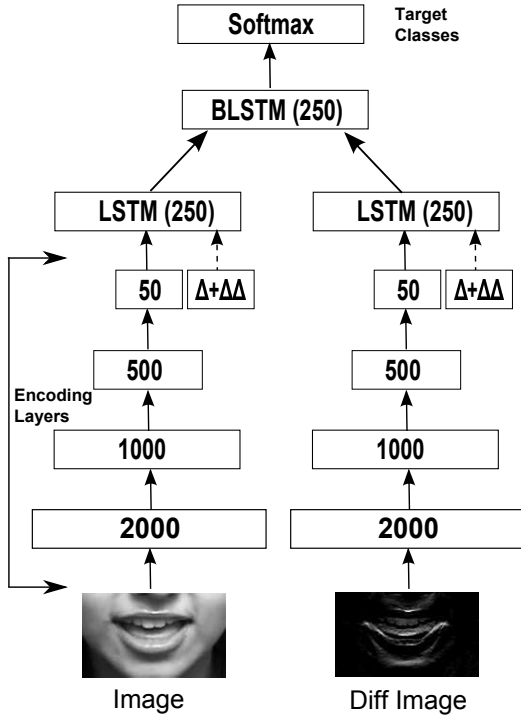 Softmax
Target
Classes
BLSTM (250)
LSTM (250)
LSTM (250)
50
Δ+ΔΔ
50
Δ+ΔΔ
500
500
Encoding
Layers
1000
1000
2000
2000
Image
Diff Image